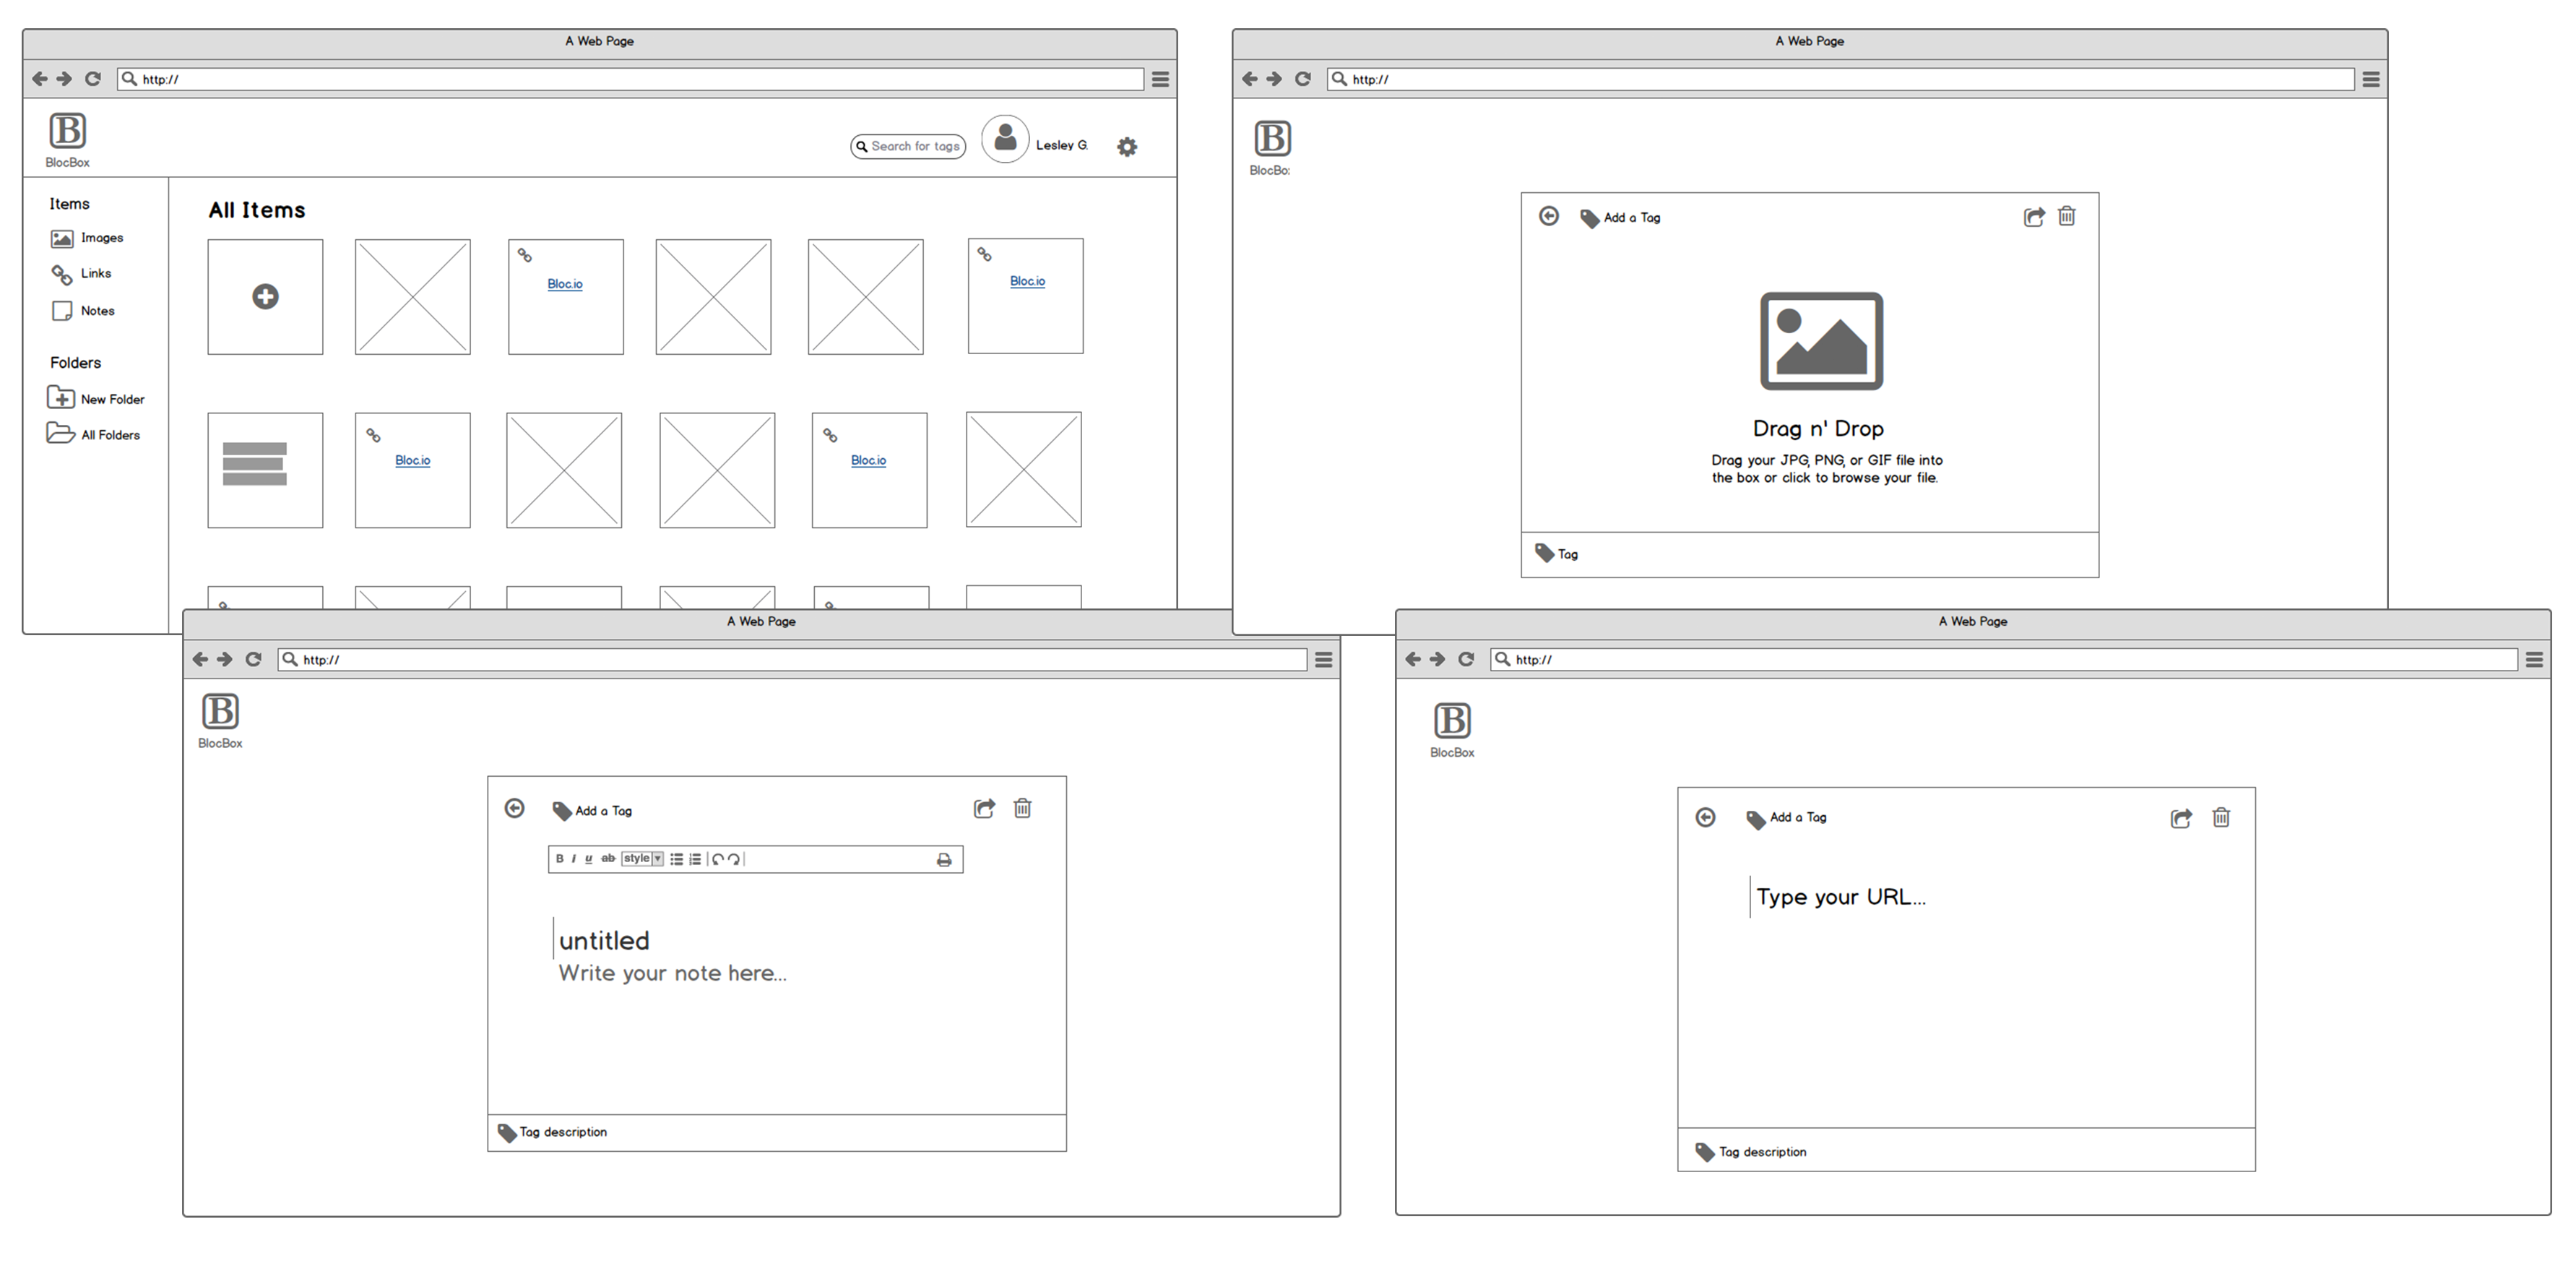 A Web Page
http://
B
BlocBox
Search for tags
Lesley G.
Items
Images
Links
Notes
Folders
New Folder
All Folders
All Items
Bloc.io
Bloc.io
Bloc.io
Bloc.io
A Web Page
http://
B
BlocBo
Add a Tag
Drag n' Drop
Drag your JPG, PNG, or GIF file into
the box or click to browse your file.
Tag
A Web Page
http://
B
BlocBox
Add a Tag
B i u ab style
untitled
Write your note here...
Tag description
A Web Page
http://
B
BlocBox
Add a Tag
Type your URL...
Tag description